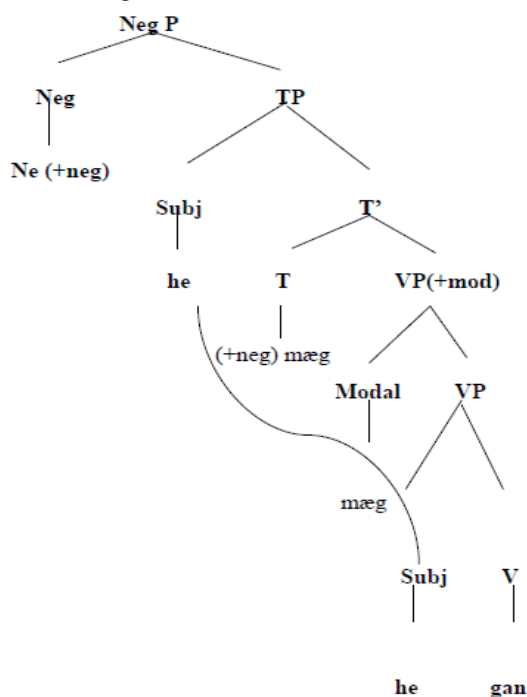 Neg P
Neg TP
Ne (+neg)
Subj T’
he T VP(+mod)
(+neg) mæg
Modal VP
mæg
Subj V
he gan